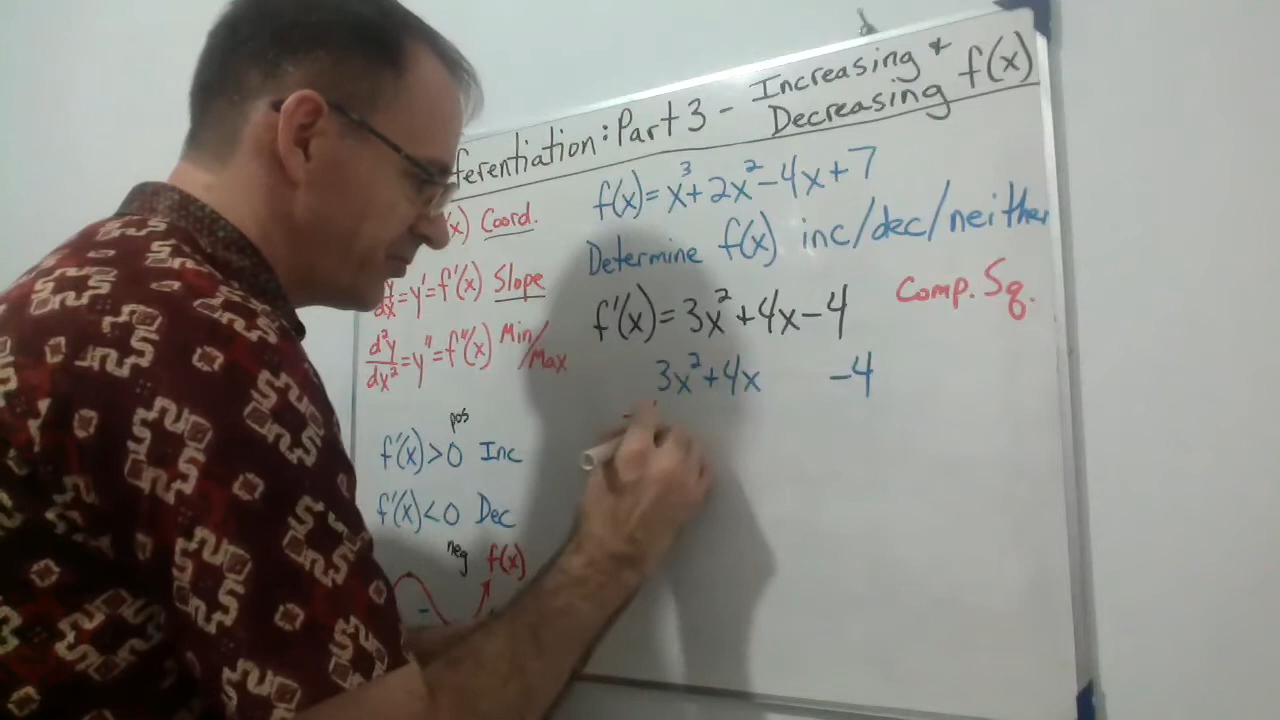 ferentiation: Part 3 - Increasing +
Decreasing f(x)
x) Coord.
dy/dx = y' = f'(x) Slope
d²y/dx² = y" = f"(x) Min/Max
pos
f'(x) > 0 Inc
f'(x) < 0 Dec
neg f(x)
-
f(x) = x³ + 2x² - 4x + 7
Determine f(x) inc/dec/neither
f'(x) = 3x² + 4x - 4 Comp. Sq.
3x² + 4x -4